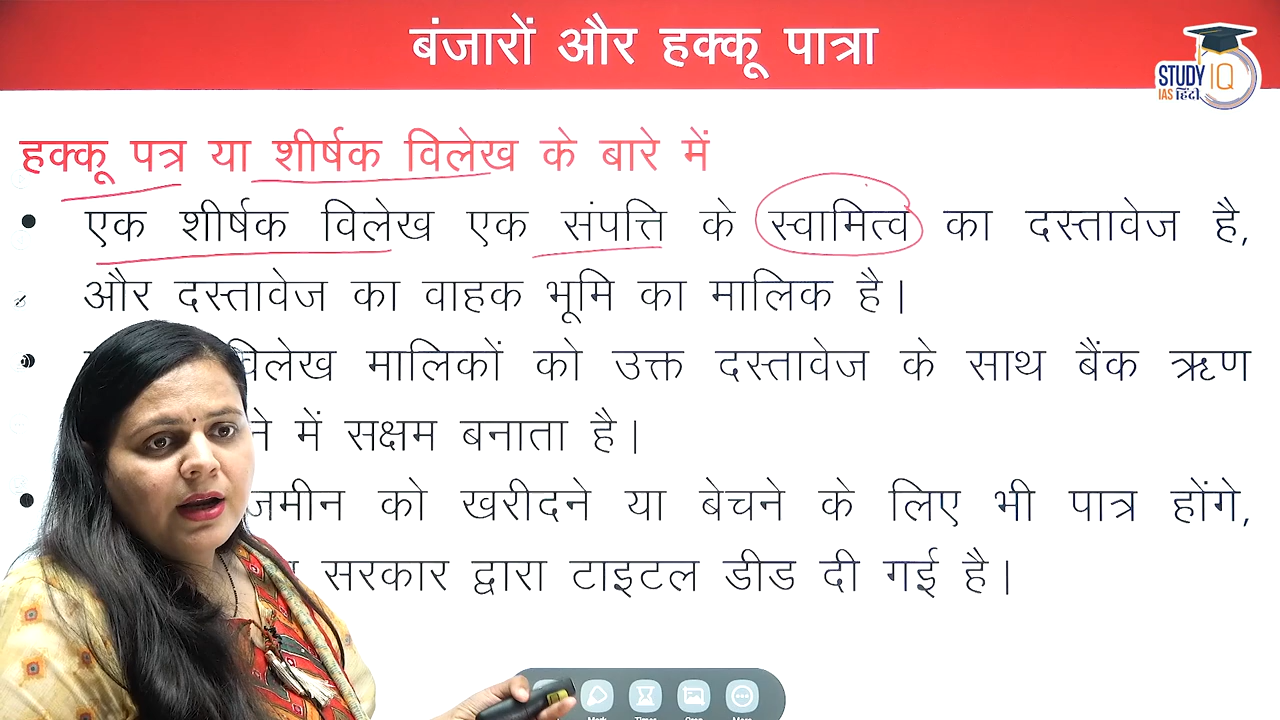 बंजारों और हक्कू पात्रा
STUDY IQ
IAS हिंदी
हक्कू पत्र या शीर्षक विलेख के बारे में
एक शीर्षक विलेख एक संपत्ति के स्वामित्व का दस्तावेज है,
और दस्तावेज का वाहक भूमि का मालिक है।
विलेख मालिकों को उक्त दस्तावेज के साथ बैंक ऋण
ने में सक्षम बनाता है।
जमीन को खरीदने या बेचने के लिए भी पात्र होंगे,
सरकार द्वारा टाइटल डीड दी गई है।